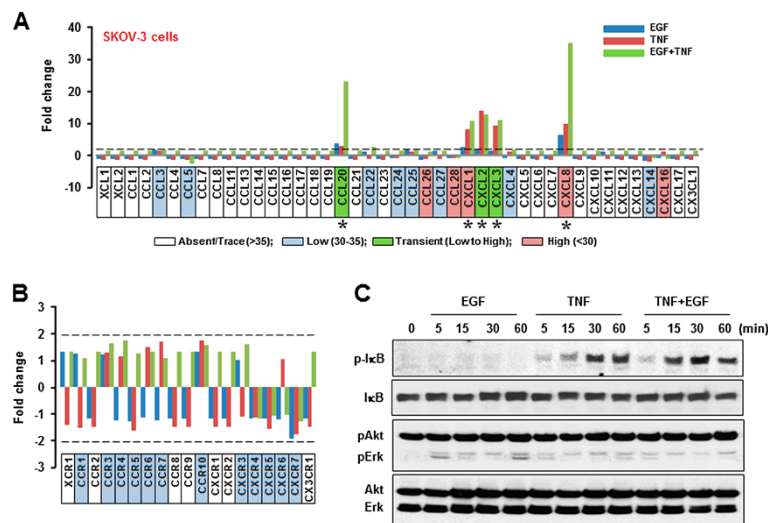 A
SKOV-3 cells
EGF
TNF
EGF+TNF
Fold change
40
30
20
10
0
-10
XCL1
XCL2
CCL1
CCL2
CCL3
CCL4
CCL5
CCL7
CCL8
CCL11
CCL13
CCL14
CCL15
CCL16
CCL17
CCL18
CCL19
CCL20
CCL21
CCL22
CCL23
CCL24
CCL25
CCL26
CCL27
CCL28
CXCL1
CXCL2
CXCL3
CXCL4
CXCL5
CXCL6
CXCL7
CXCL8
CXCL9
CXCL10
CXCL11
CXCL12
CXCL13
CXCL14
CXCL16
CXCL17
CX3CL1
* * * *
Absent/Trace (>35); Low (30-35); Transient (Low to High); High (<30)
B
Fold change
3
2
1
0
-1
-2
-3
XCR1
CCR1
CCR2
CCR3
CCR4
CCR5
CCR6
CCR7
CCR8
CCR9
CCR10
CXCR1
CXCR2
CXCR3
CXCR4
CXCR5
CXCR6
CXCR7
CX3CR1
C
EGF TNF TNF+EGF
0 5 15 30 60 5 15 30 60 5 15 30 60 (min)
p-IκB
IκB
pAkt
pErk
Akt
Erk